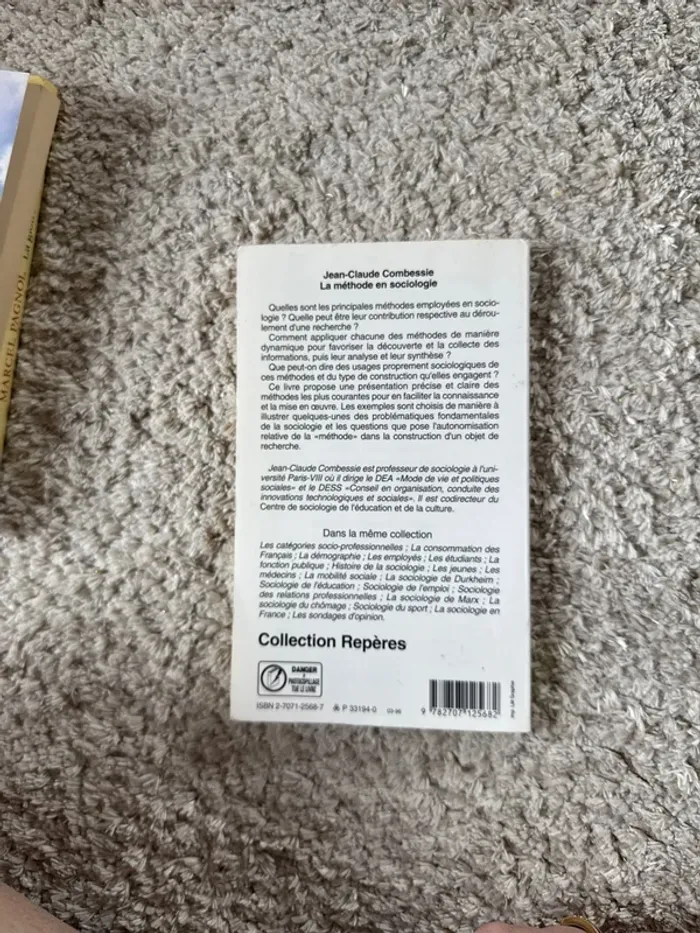 MARCEL PAGNOL
Jean-Claude Combessie
La méthode en sociologie
Quelles sont les principales méthodes employées en socio-
logie ? Quelle peut être leur contribution respective au dérou-
lement d'une recherche ?
Comment appliquer chacune des méthodes de manière
dynamique pour favoriser la découverte et la collecte des
informations, puis leur analyse et leur synthèse ?
Que peut-on dire des usages proprement sociologiques de
ces méthodes et du type de construction qu'elles engagent ?
Ce livre propose une présentation précise et claire des
méthodes les plus courantes pour en faciliter la connaissance
et la mise en œuvre. Les exemples sont choisis de manière à
illustrer quelques-unes des problématiques fondamentales
de la sociologie et les questions que pose l'autonomisation
relative de la «méthode» dans la construction d'un objet de
recherche.
Jean-Claude Combessie est professeur de sociologie à l'uni-
versité Paris-VIII où il dirige le DEA «Mode de vie et politiques
sociales» et le DESS «Conseil en organisation, conduite des
innovations technologiques et sociales». Il est codirecteur du
Centre de sociologie de l'éducation et de la culture.
Dans la même collection
Les catégories socio-professionnelles ; La consommation des
Français ; La démographie ; Les employés ; Les étudiants ; La
fonction publique ; Histoire de la sociologie ; Les jeunes ; Les
médecins ; La mobilité sociale ; La sociologie de Durkheim ;
Sociologie de l'éducation ; Sociologie de l'emploi ; Sociologie
des relations professionnelles ; La sociologie de Marx ; La
sociologie du chômage ; Sociologie du sport ; La sociologie en
France ; Les sondages d'opinion.
Collection Repères
DANGER
LE
PHOTOCOPILLAGE
TUE LE LIVRE
ISBN 2-7071-2568-7 P 33194-0 03-96
9 782707 125682